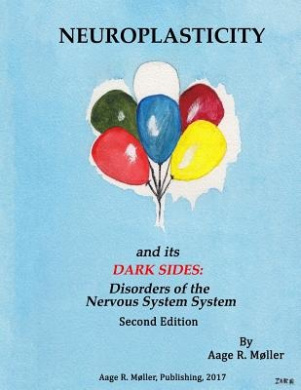 NEUROPLASTICITY
and its
DARK SIDES:
Disorders of the
Nervous System System
Second Edition
By
Aage R. Møller
Aage R. Møller, Publishing, 2017